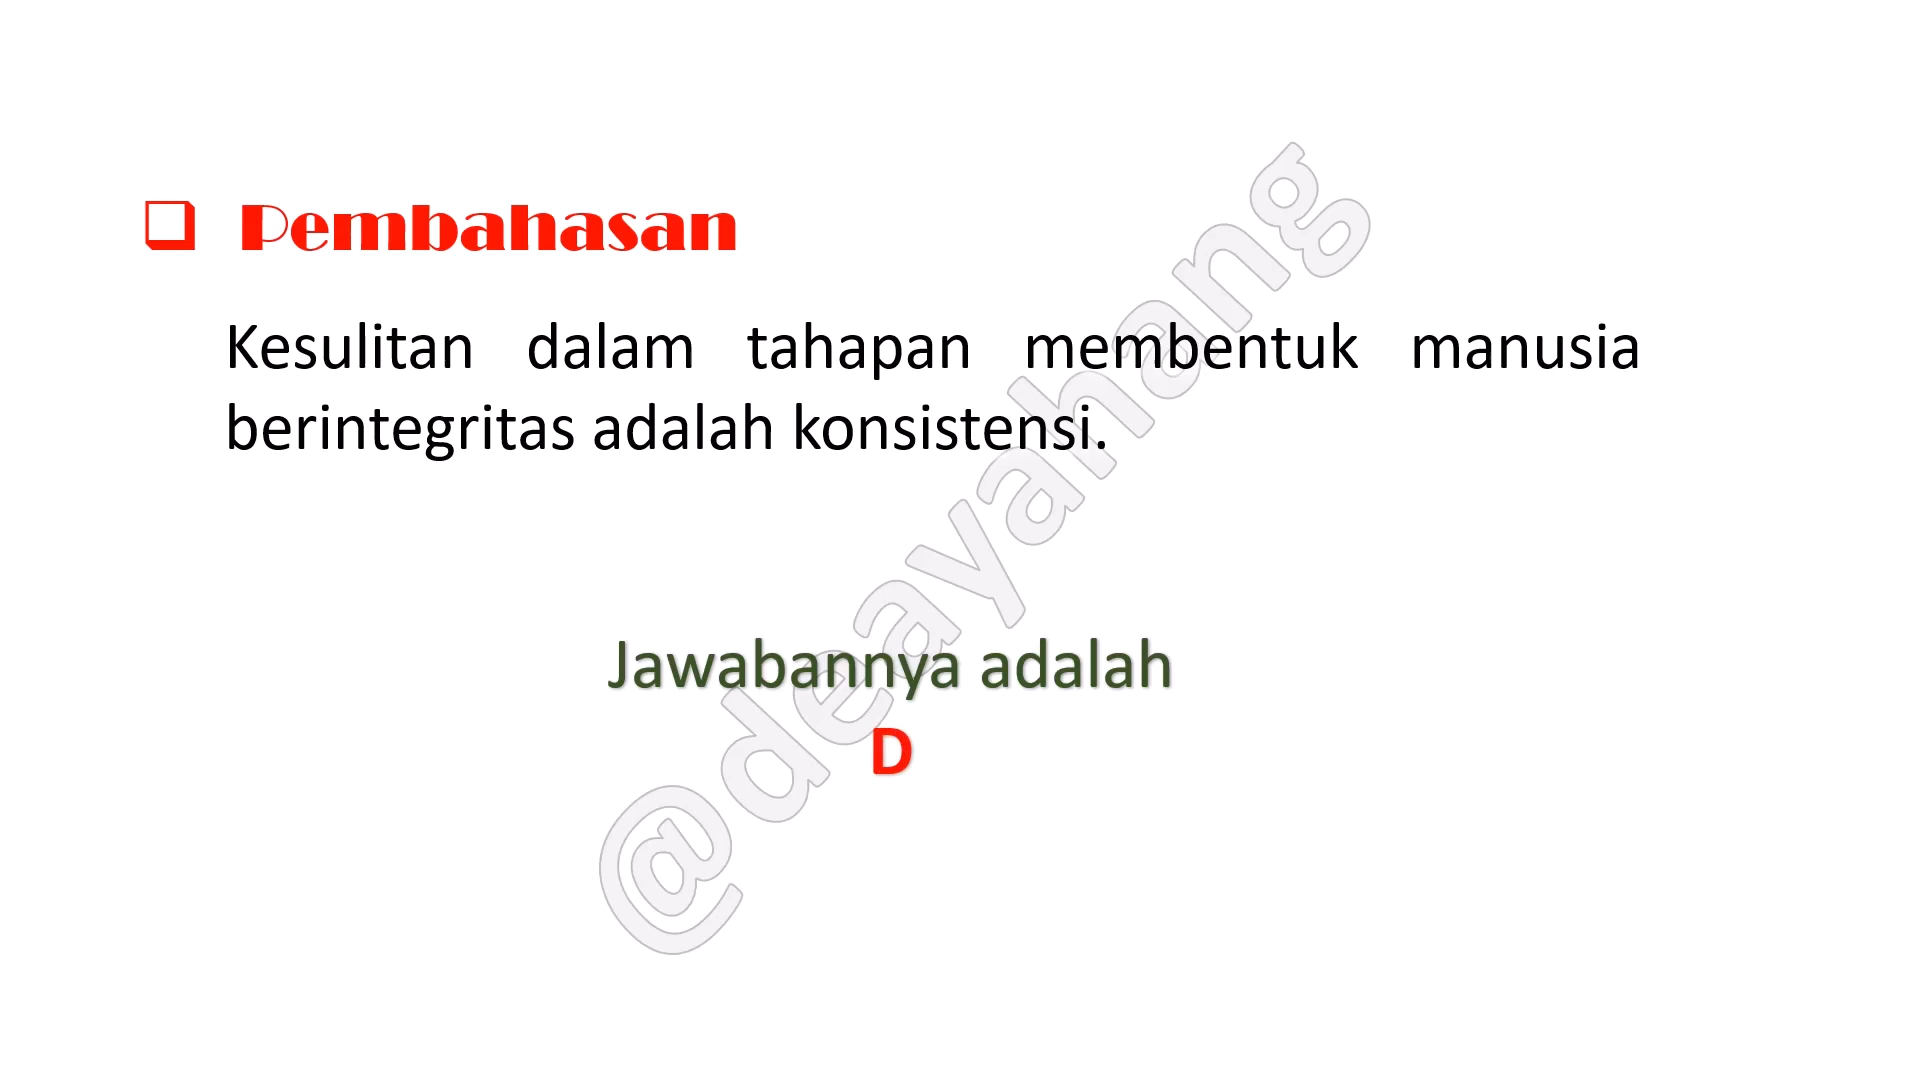 ❑ Pembahasan
Kesulitan dalam tahapan membentuk manusia
berintegritas adalah konsistensi.
Jawabannya adalah
D
@deayahang